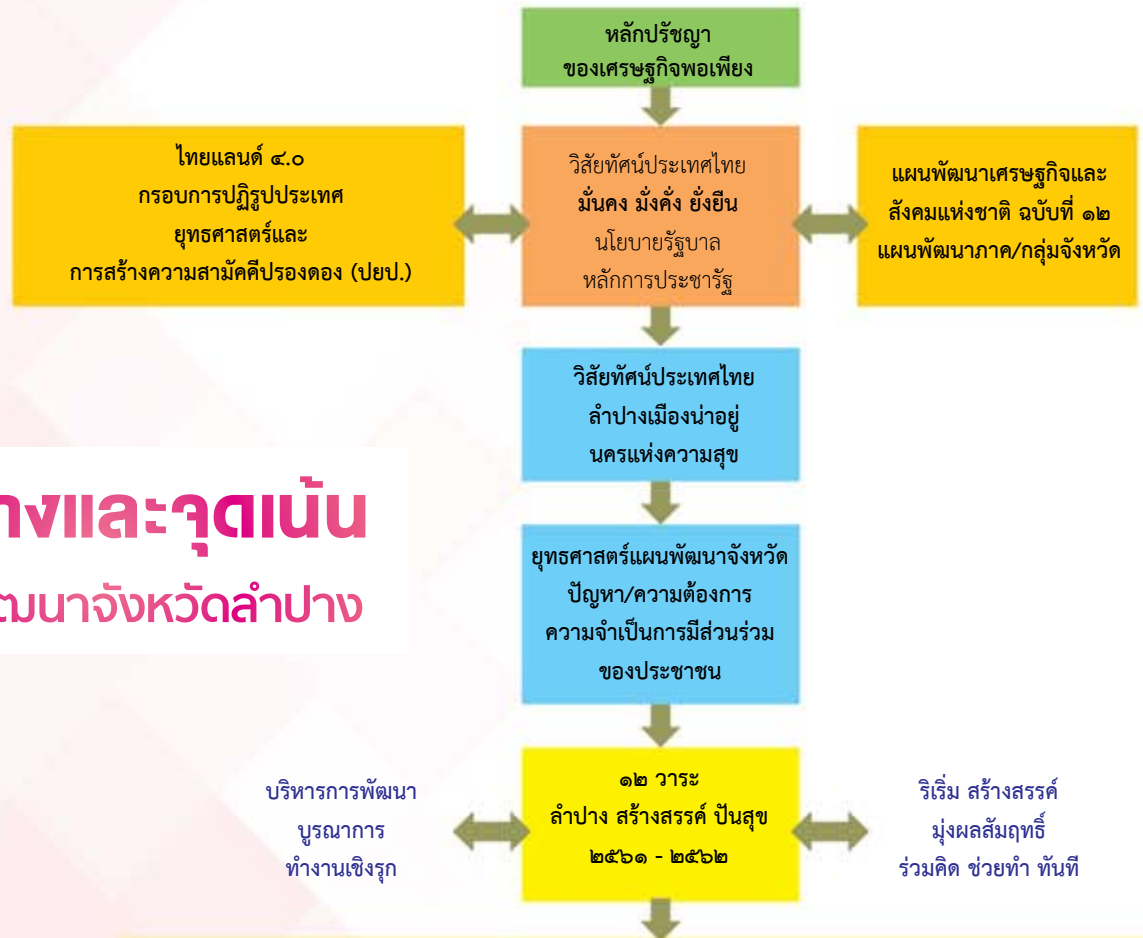 หลักปรัชญา
ของเศรษฐกิจพอเพียง
ไทยแลนด์ ๔.๐
กรอบการปฏิรูปประเทศ
ยุทธศาสตร์และ
การสร้างความสามัคคีปรองดอง (ปยป.)
วิสัยทัศน์ประเทศไทย
มั่นคง มั่งคั่ง ยั่งยืน
นโยบายรัฐบาล
หลักการประชารัฐ
แผนพัฒนาเศรษฐกิจและ
สังคมแห่งชาติ ฉบับที่ ๑๒
แผนพัฒนาภาค/กลุ่มจังหวัด
วิสัยทัศน์ประเทศไทย
ลำปางเมืองน่าอยู่
นครแห่งความสุข
และจุดเน้น
จังหวัดลำปาง
ยุทธศาสตร์แผนพัฒนาจังหวัด
ปัญหา/ความต้องการ
ความจำเป็นการมีส่วนร่วม
ของประชาชน
บริหารการพัฒนา
บูรณาการ
ทำงานเชิงรุก
๑๒ วาระ
ลำปาง สร้างสรรค์ ปันสุข
๒๕๖๑ - ๒๕๖๒
ริเริ่ม สร้างสรรค์
มุ่งผลสัมฤทธิ์
ร่วมคิด ช่วยทำ ทันที